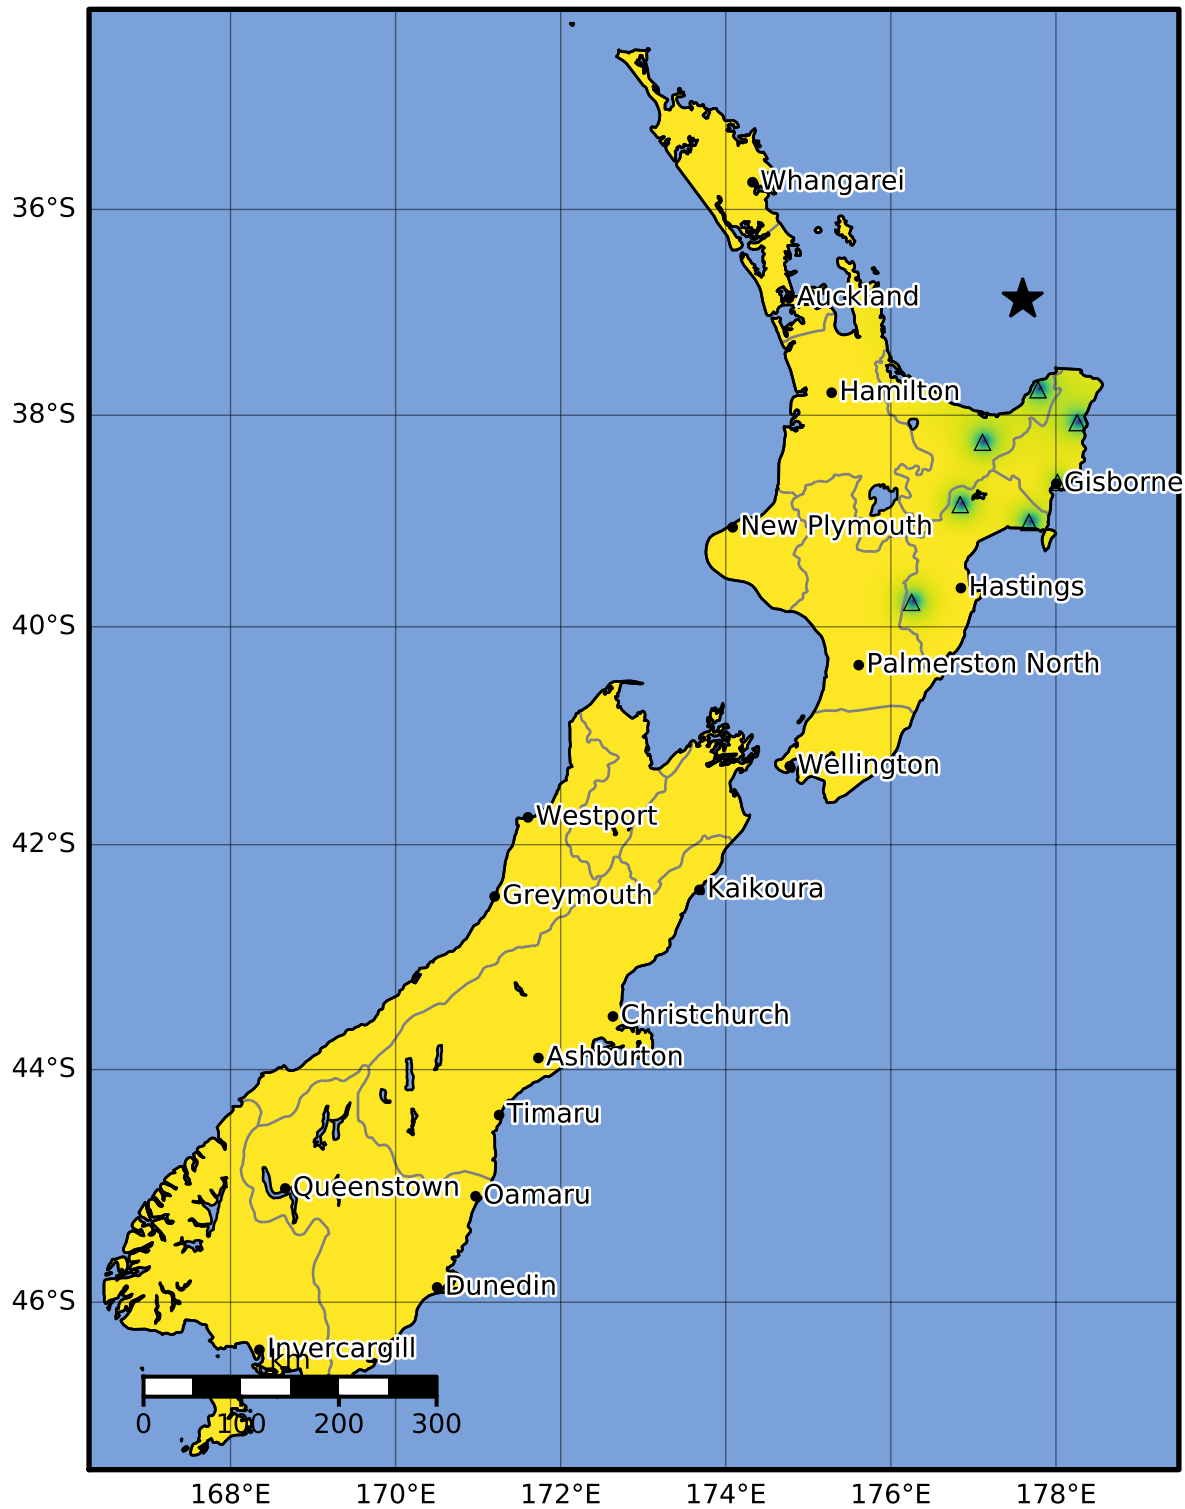 36°S
38°S
40°S
42°S
44°S
46°S
Whangarei
Auckland
Hamilton
Gisborne
New Plymouth
Hastings
Palmerston North
Wellington
Westport
Greymouth
Kaikoura
Christchurch
Ashburton
Timaru
Queenstown
Oamaru
Dunedin
Invercargill
km
0 100 200 300
168°E 170°E 172°E 174°E 176°E 178°E